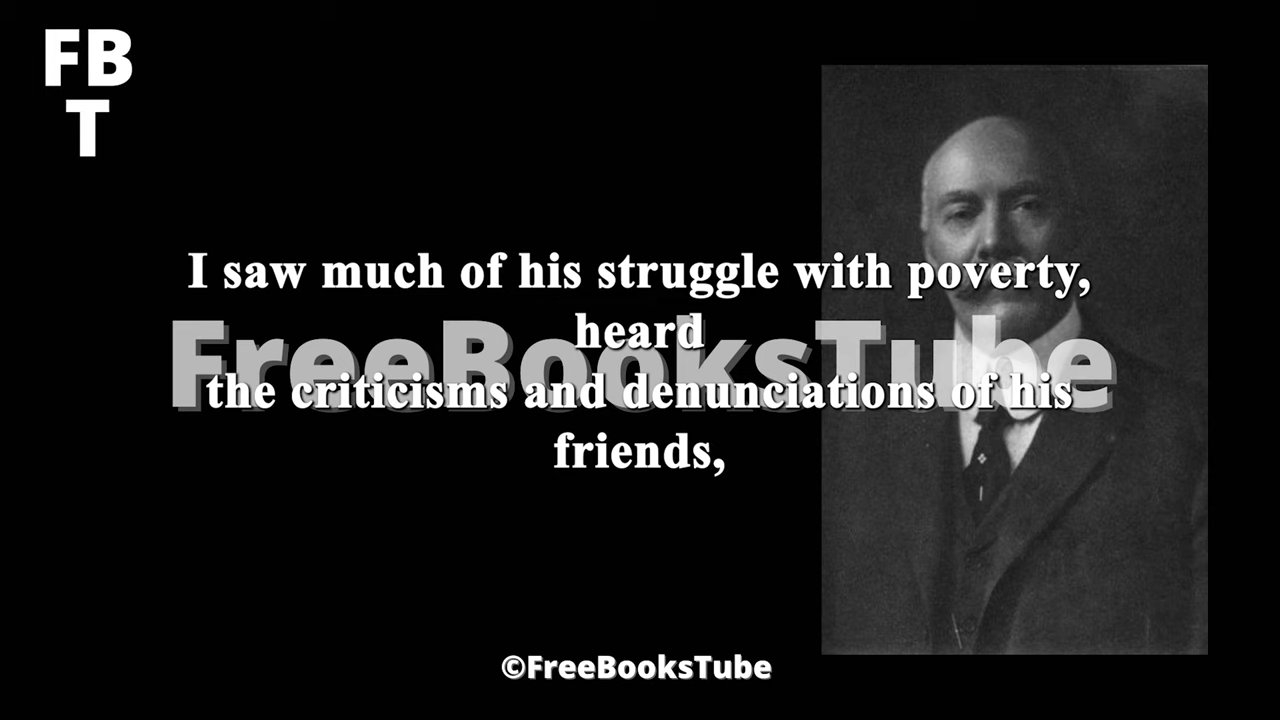 FB
T
I saw much of his struggle with poverty,
heard
FreeBooksTube
the criticisms and denunciations of his
friends,
©FreeBooksTube